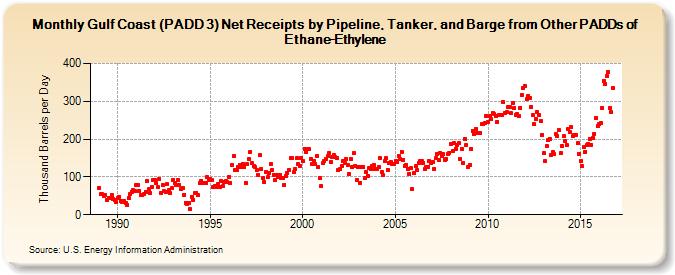 Monthly Gulf Coast (PADD 3) Net Receipts by Pipeline, Tanker, and Barge from Other PADDs of
Ethane-Ethylene
Thousand Barrels per Day
400
300
200
100
0
1990
1995
2000
2005
2010
2015
Source: U.S. Energy Information Administration